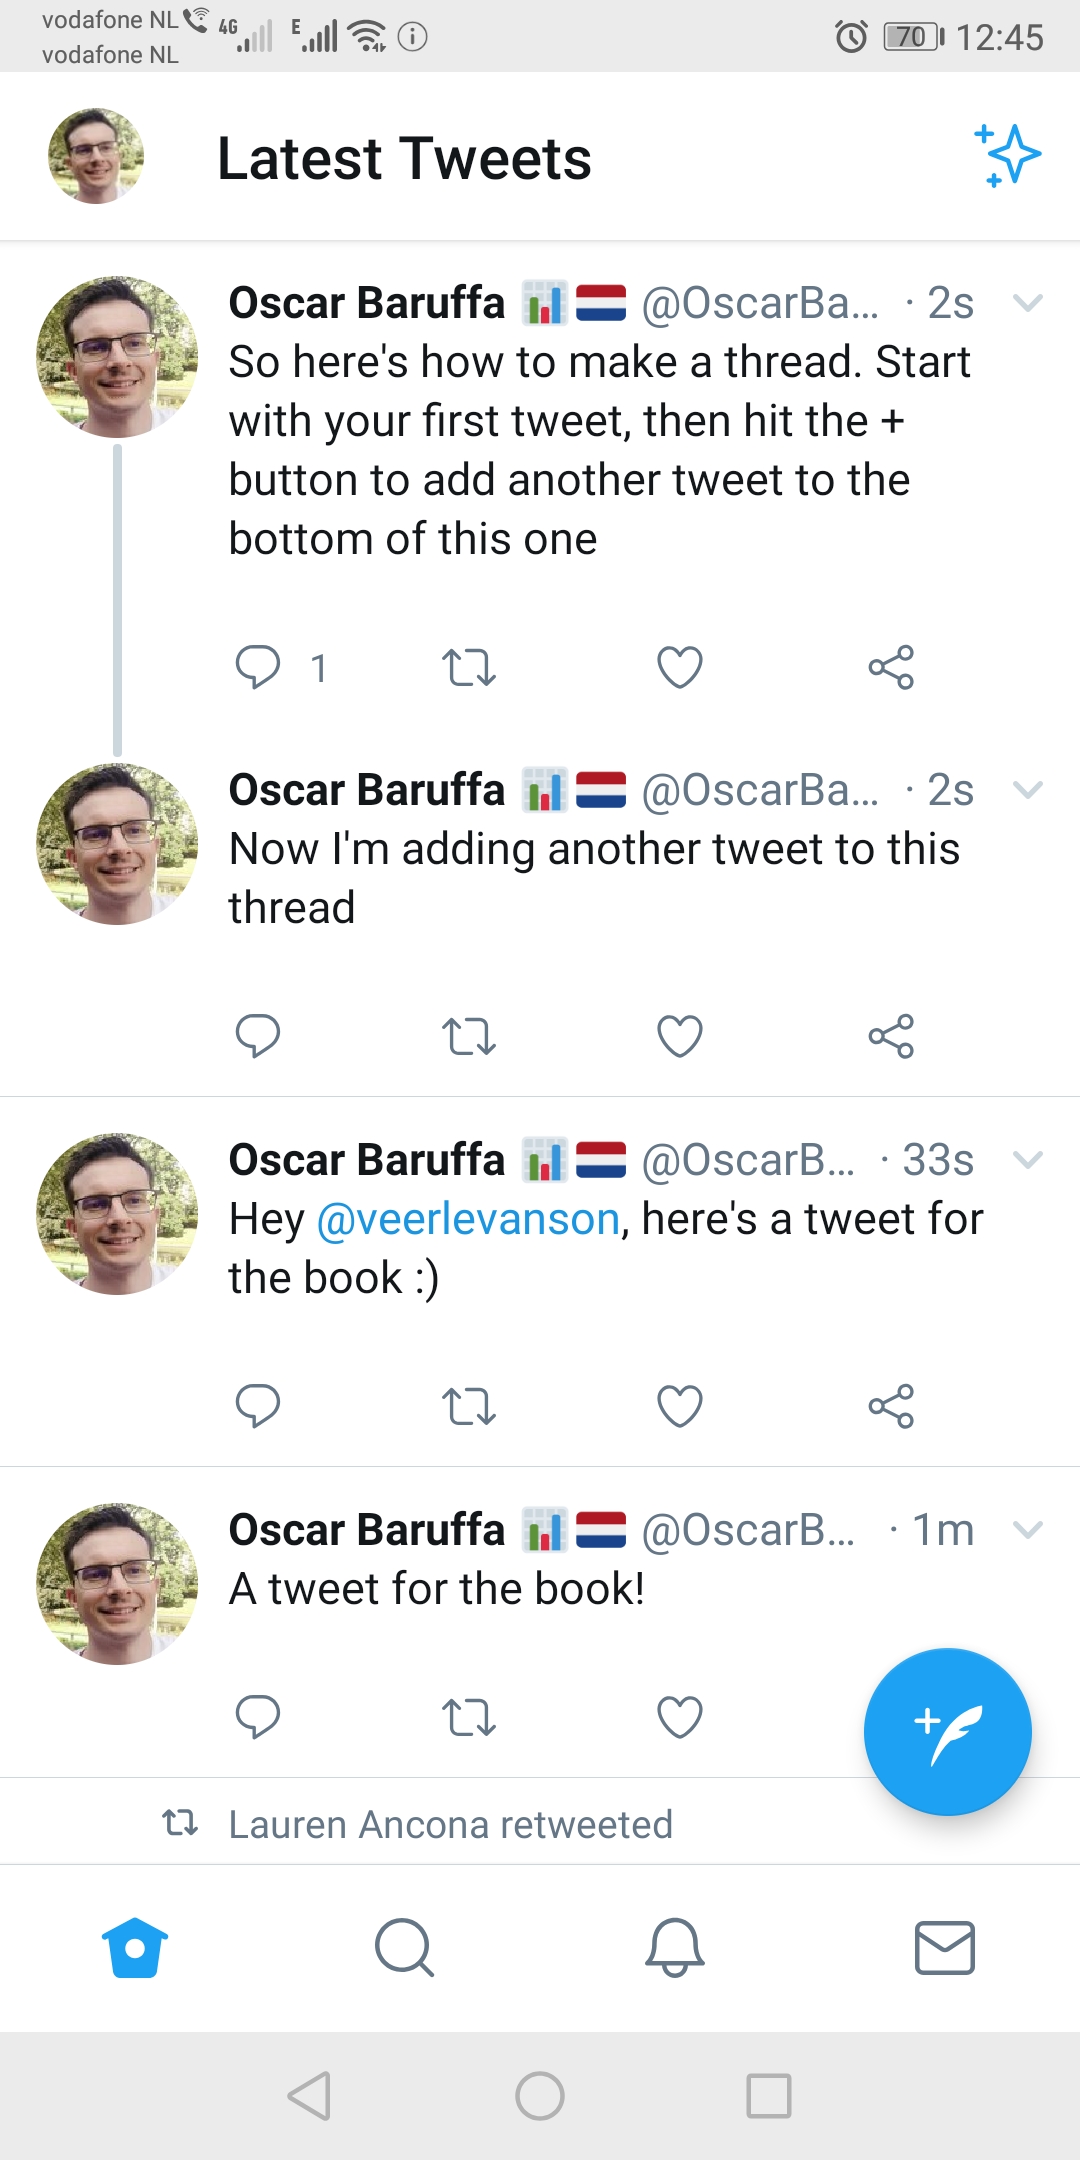 vodafone NL 4G E
vodafone NL
70 12:45
Latest Tweets
Oscar Baruffa @OscarBa... · 2s
So here's how to make a thread. Start
with your first tweet, then hit the +
button to add another tweet to the
bottom of this one
1
Oscar Baruffa @OscarBa... · 2s
Now I'm adding another tweet to this
thread
Oscar Baruffa @OscarB... · 33s
Hey @veerlevanson, here's a tweet for
the book :)
Oscar Baruffa @OscarB... · 1m
A tweet for the book!
Lauren Ancona retweeted